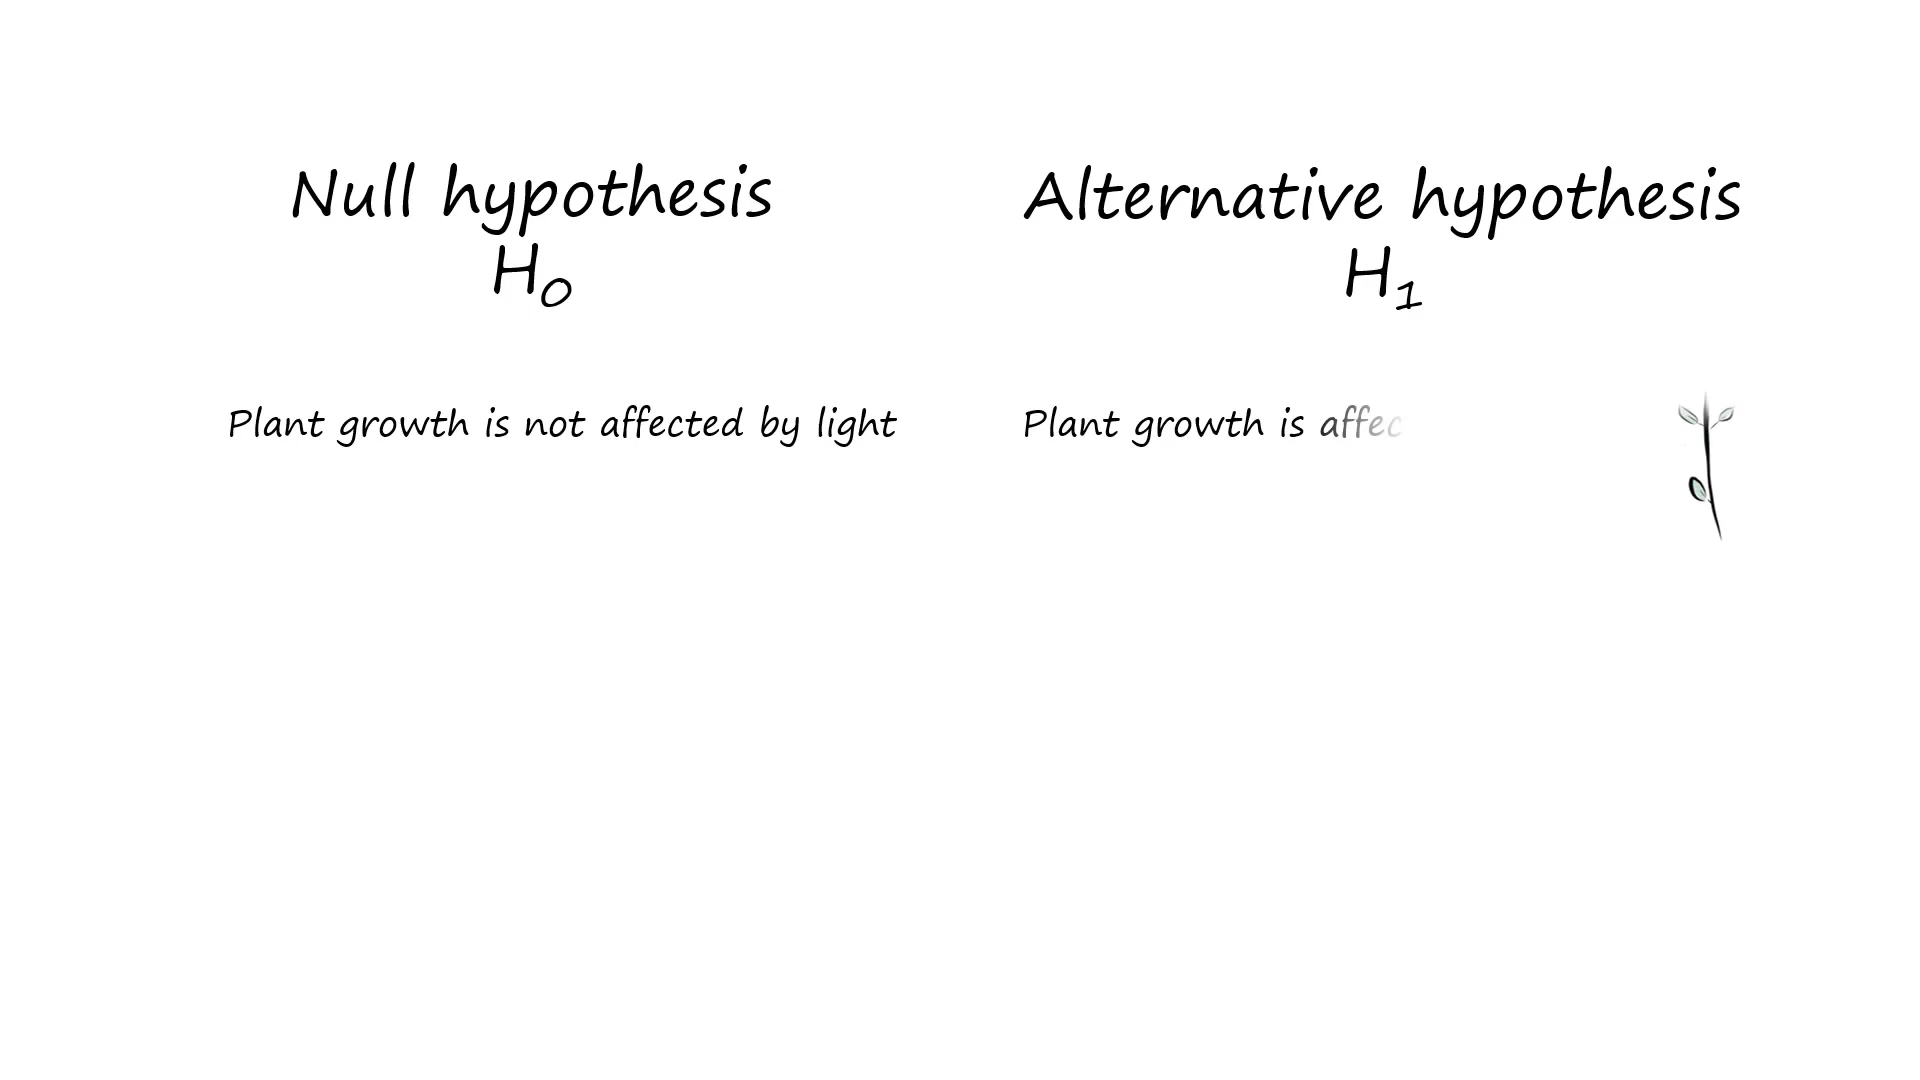 Null hypothesis
H₀
Plant growth is not affected by light
Alternative hypothesis
H₁
Plant growth is affec